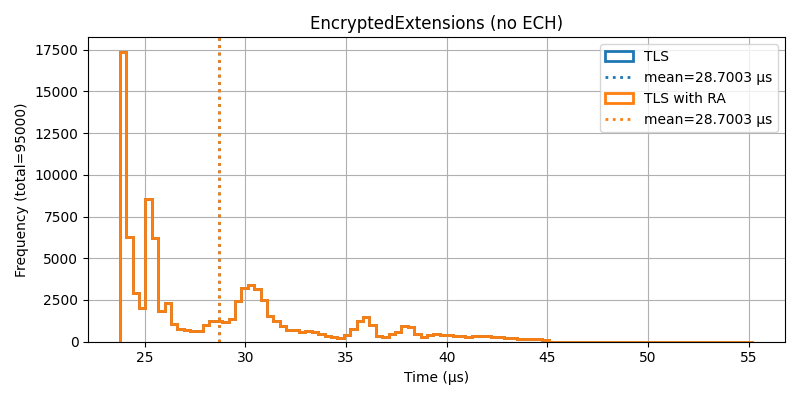 EncryptedExtensions (no ECH)
Frequency (total=95000)
17500
15000
12500
10000
7500
5000
2500
0
TLS
mean=28.7003 µs
TLS with RA
mean=28.7003 µs
25 30 35 40 45 50 55
Time (µs)